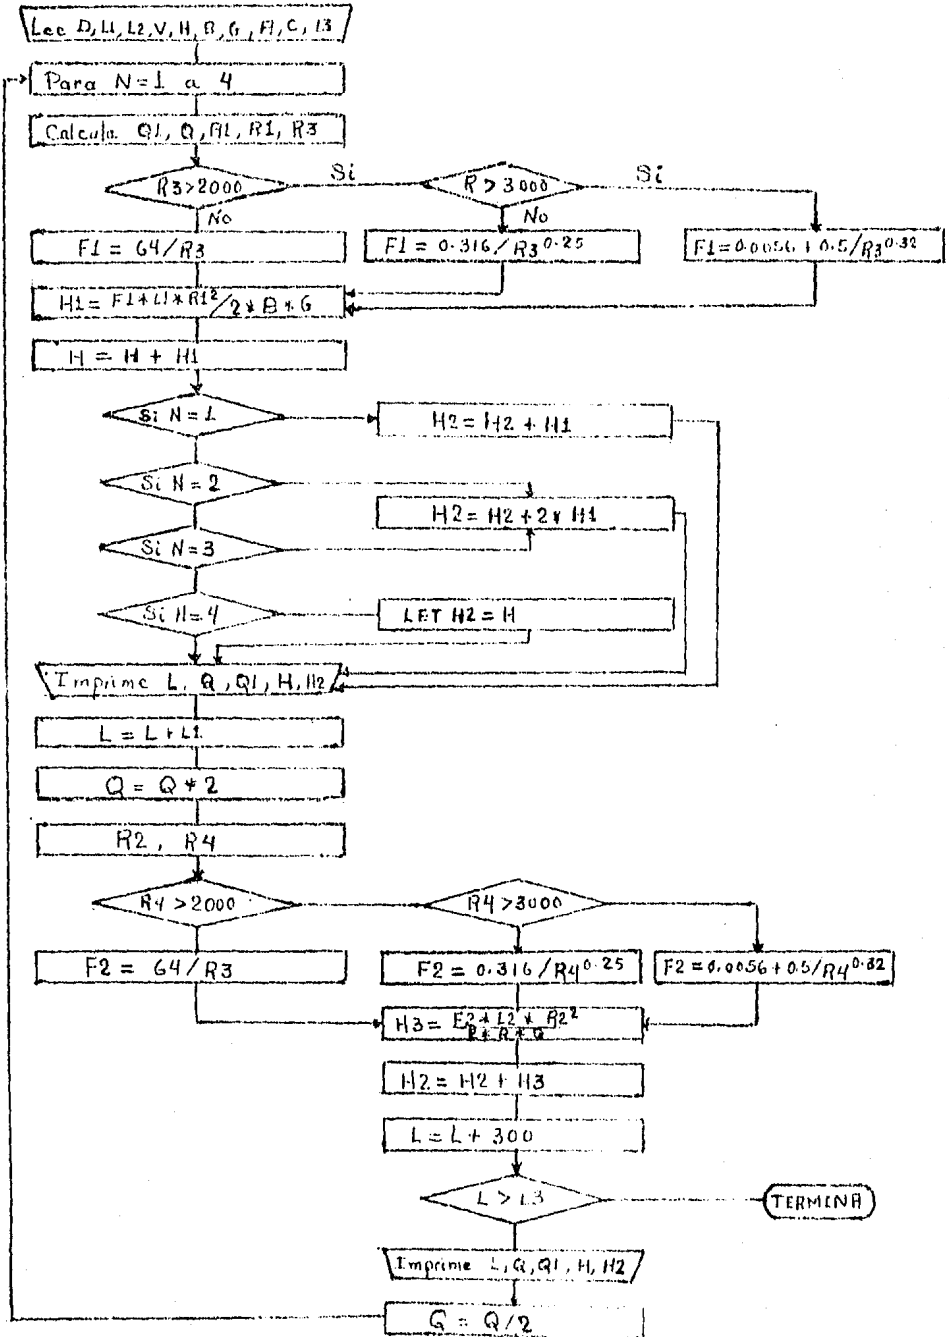 Lee D, L1, L2, V, H, B, G, A, C, L3
Para N=1 a 4
Calcula Q1, Q, A1, R1, R3
R3>2000
Si
R > 3000
Si
No
No
F1 = 64/R3
F1 = 0.316/R3^0.25
F1=0.0056+0.5/R3^0.32
H1= F1*L1*R1²/2*B*G
H = H + H1
Si N=1
H2 = H2 + H1
Si N=2
H2 = H2 + 2* H1
Si N=3
Si N=4
LET H2 = H
Imprime L, Q, Q1, H, H2
L = L + L1
Q = Q * 2
R2, R4
R4 >2000
R4 >3000
F2 = 64/R3
F2 = 0.316/R4^0.25
F2=0.0056+0.5/R4^0.32
H3= F2 * L2 * R2²
H2= H2 + H3
L = L + 300
L > L3
TERMINA
Imprime L, Q, Q1, H, H2
Q = Q/2